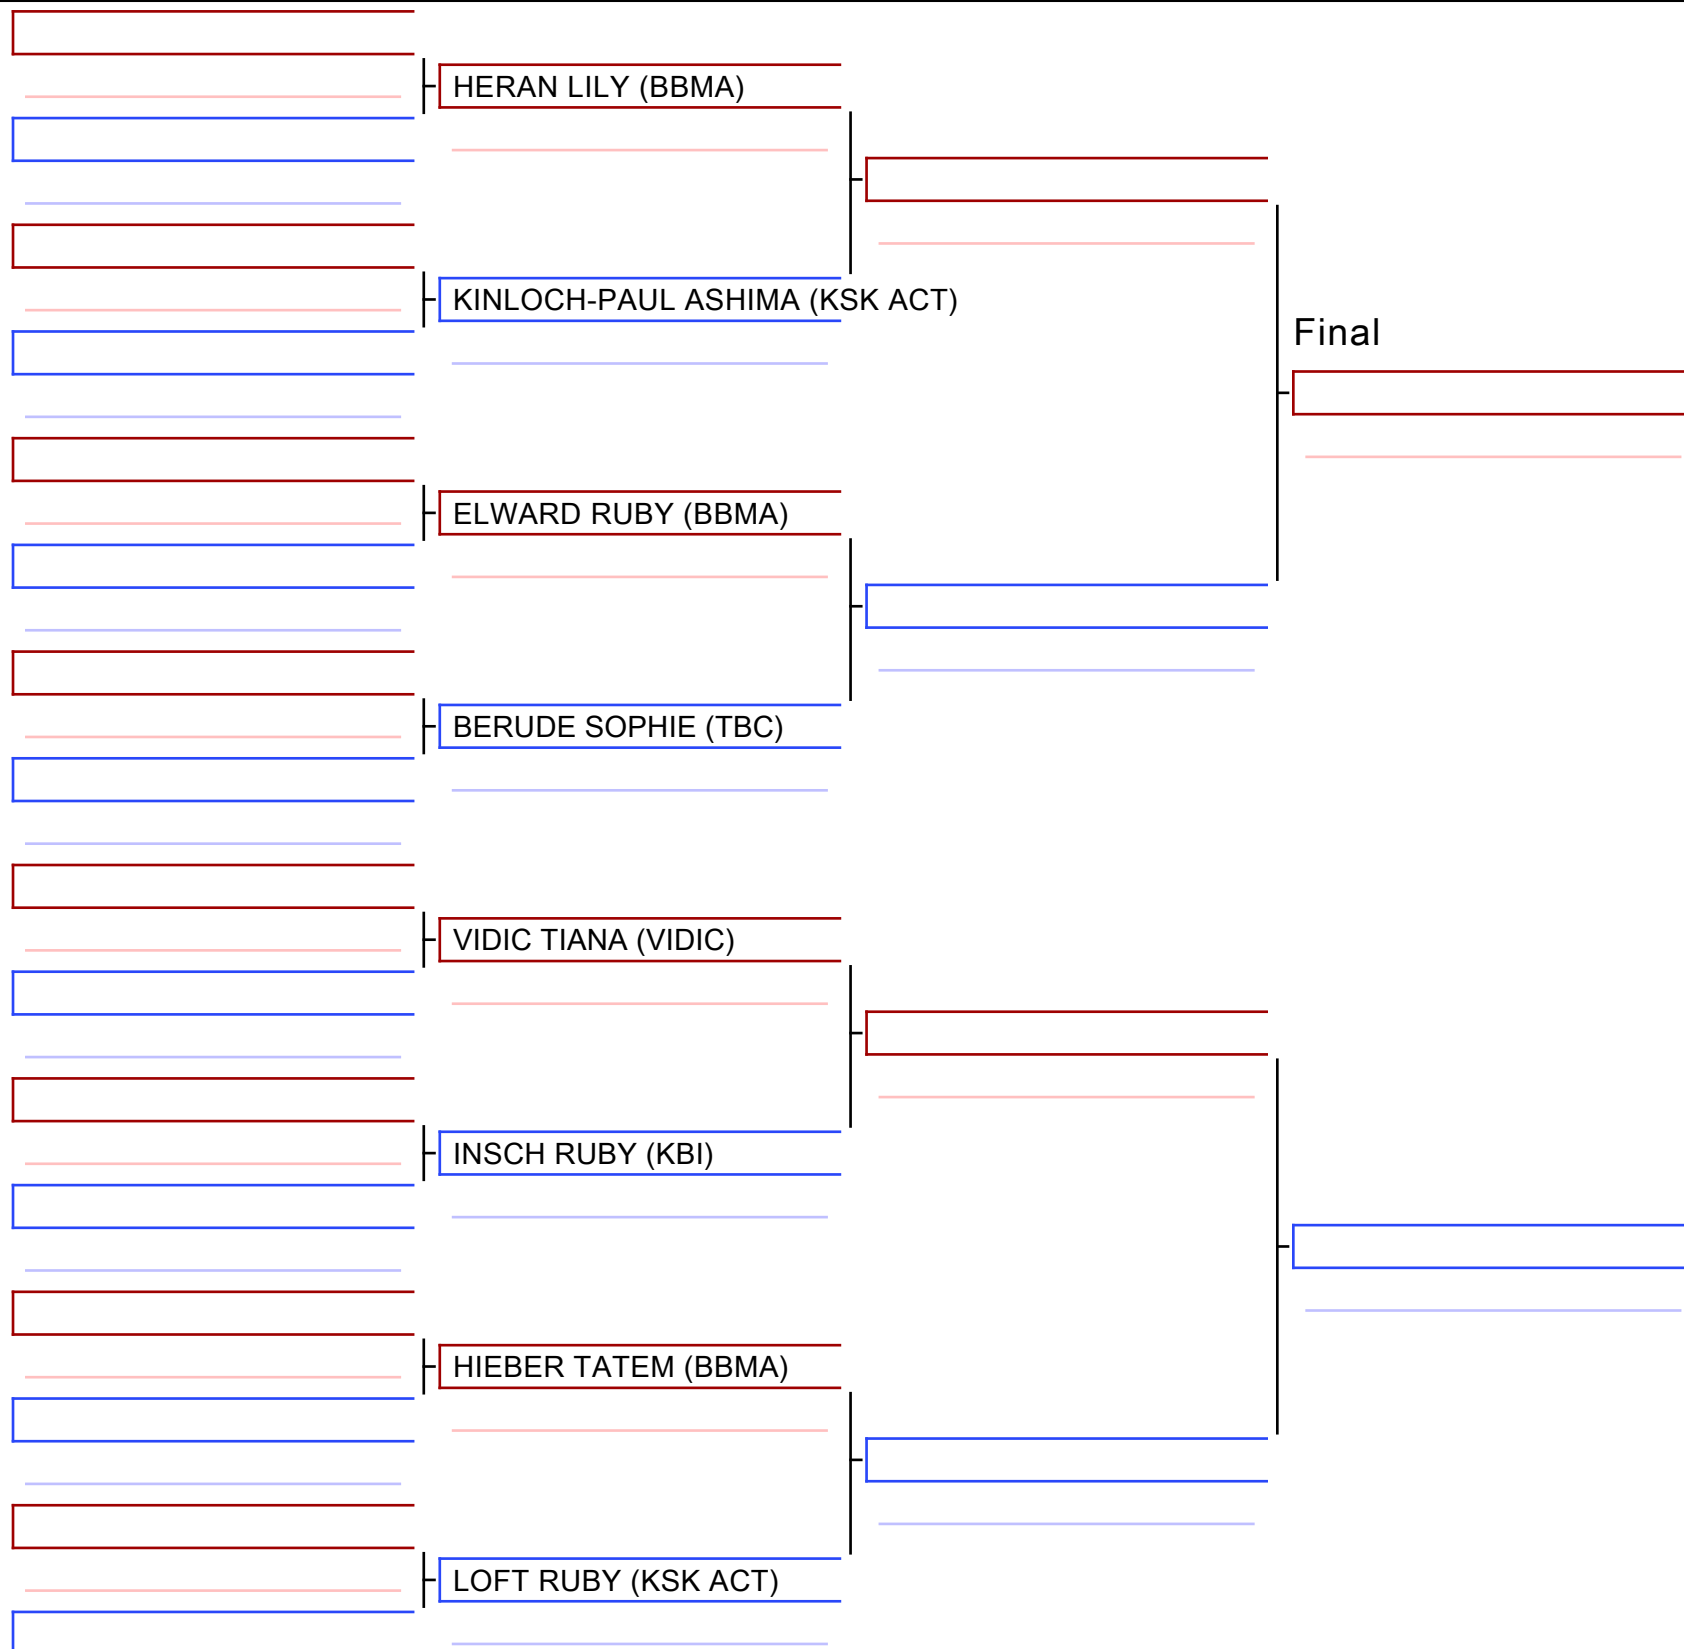 HERAN LILY (BBMA)
KINLOCH-PAUL ASHIMA (KSK ACT)
Final
ELWARD RUBY (BBMA)
BERUDE SOPHIE (TBC)
VIDIC TIANA (VIDIC)
INSCH RUBY (KBI)
HIEBER TATEM (BBMA)
LOFT RUBY (KSK ACT)